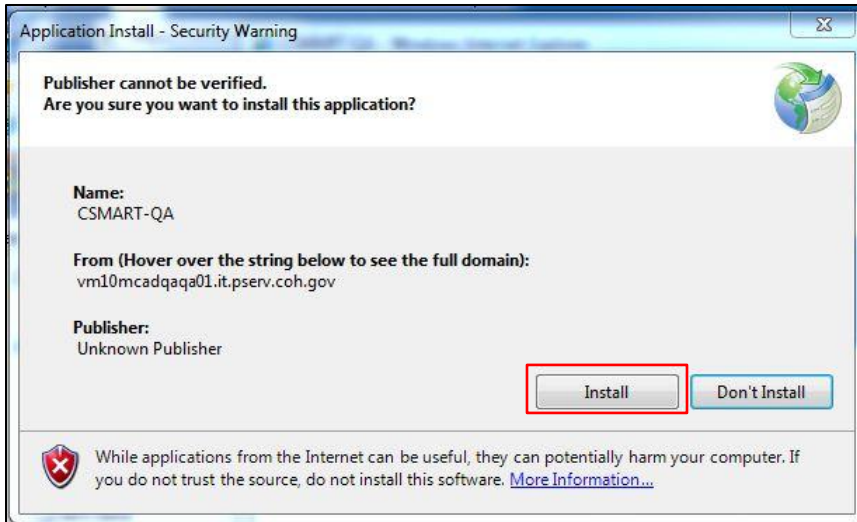 Application Install - Security Warning
Publisher cannot be verified.
Are you sure you want to install this application?
Name:
CSMART-QA
From (Hover over the string below to see the full domain):
vm10mcadqaqa01.it.pserv.coh.gov
Publisher:
Unknown Publisher
Install Don't Install
While applications from the Internet can be useful, they can potentially harm your computer. If
you do not trust the source, do not install this software. More Information...